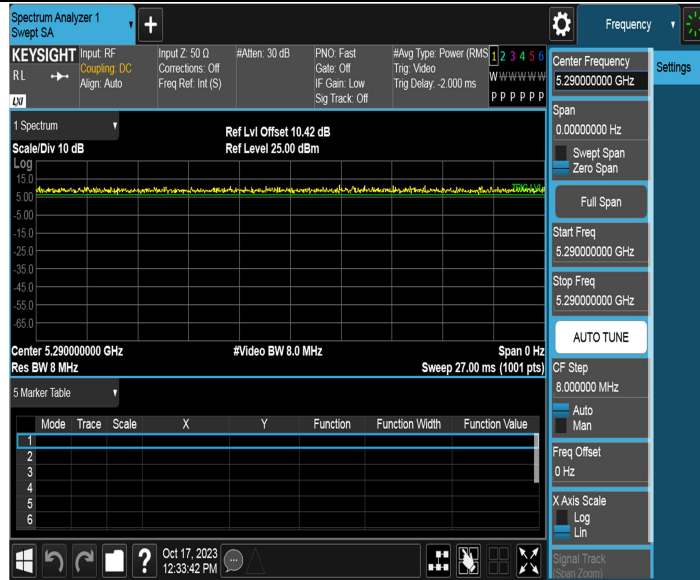 Spectrum Analyzer 1
Swept SA
+
Frequency
KEYSIGHT
RL
LXI
Input: RF
Coupling: DC
Align: Auto
Input Z: 50 Ω
Corrections: Off
Freq Ref: Int (S)
#Atten: 30 dB
PNO: Fast
Gate: Off
IF Gain: Low
Sig Track: Off
#Avg Type: Power (RMS
Trig: Video
Trig Delay: -2.000 ms
1 2 3 4 5 6
W W W W W W
P P P P P P
1 Spectrum
Scale/Div 10 dB
Ref Lvl Offset 10.42 dB
Ref Level 25.00 dBm
Log
15.0
5.00
-5.00
-15.0
-25.0
-35.0
-45.0
-55.0
-65.0
TRIG LVL
Center 5.290000000 GHz
#Video BW 8.0 MHz
Span 0 Hz
Res BW 8 MHz
Sweep 27.00 ms (1001 pts)
5 Marker Table
Mode Trace Scale X Y Function Function Width Function Value
1
2
3
4
5
6
Center Frequency
5.290000000 GHz
Settings
Span
0.00000000 Hz
Swept Span
Zero Span
Full Span
Start Freq
5.290000000 GHz
Stop Freq
5.290000000 GHz
AUTO TUNE
CF Step
8.000000 MHz
Auto
Man
Freq Offset
0 Hz
X Axis Scale
Log
Lin
Signal Track
(Span Zoom)
?
Oct 17, 2023
12:33:42 PM